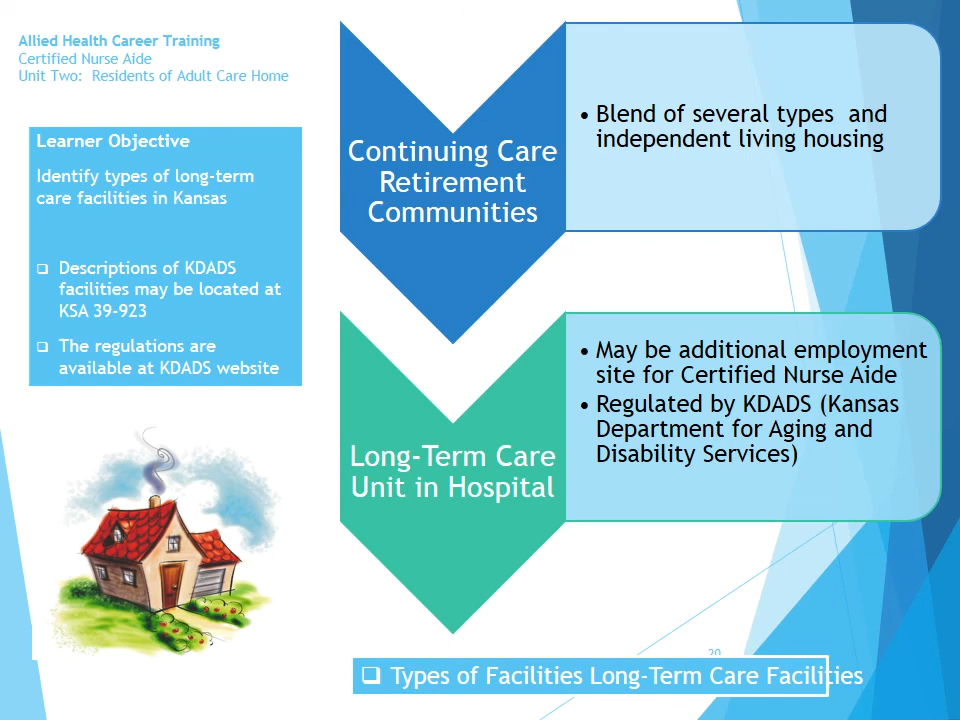 Allied Health Career Training
Certified Nurse Aide
Unit Two:  Residents of Adult Care Home
Learner Objective
Identify types of long-term
care facilities in Kansas
❑ Descriptions of KDADS
facilities may be located at
KSA 39-923
❑ The regulations are
available at KDADS website
Continuing Care
Retirement
Communities
• Blend of several types  and
independent living housing
Long-Term Care
Unit in Hospital
• May be additional employment
site for Certified Nurse Aide
• Regulated by KDADS (Kansas
Department for Aging and
Disability Services)
20
❑ Types of Facilities Long-Term Care Facilities